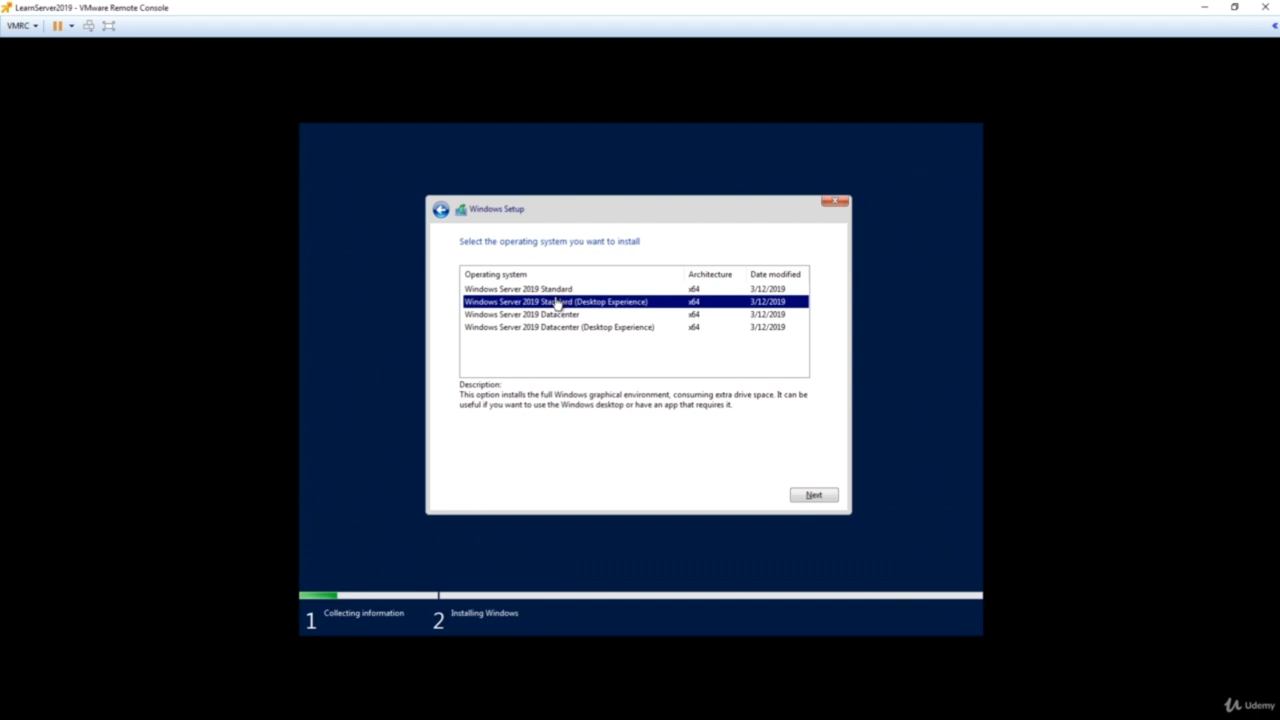 LearnServer2019 - VMware Remote Console
VMRC
Windows Setup
Select the operating system you want to install
Operating system Architecture Date modified
Windows Server 2019 Standard x64 3/12/2019
Windows Server 2019 Standard (Desktop Experience) x64 3/12/2019
Windows Server 2019 Datacenter x64 3/12/2019
Windows Server 2019 Datacenter (Desktop Experience) x64 3/12/2019
Description:
This option installs the full Windows graphical environment, consuming extra drive space. It can be
useful if you want to use the Windows desktop or have an app that requires it.
Next
1 Collecting information 2 Installing Windows
Udemy